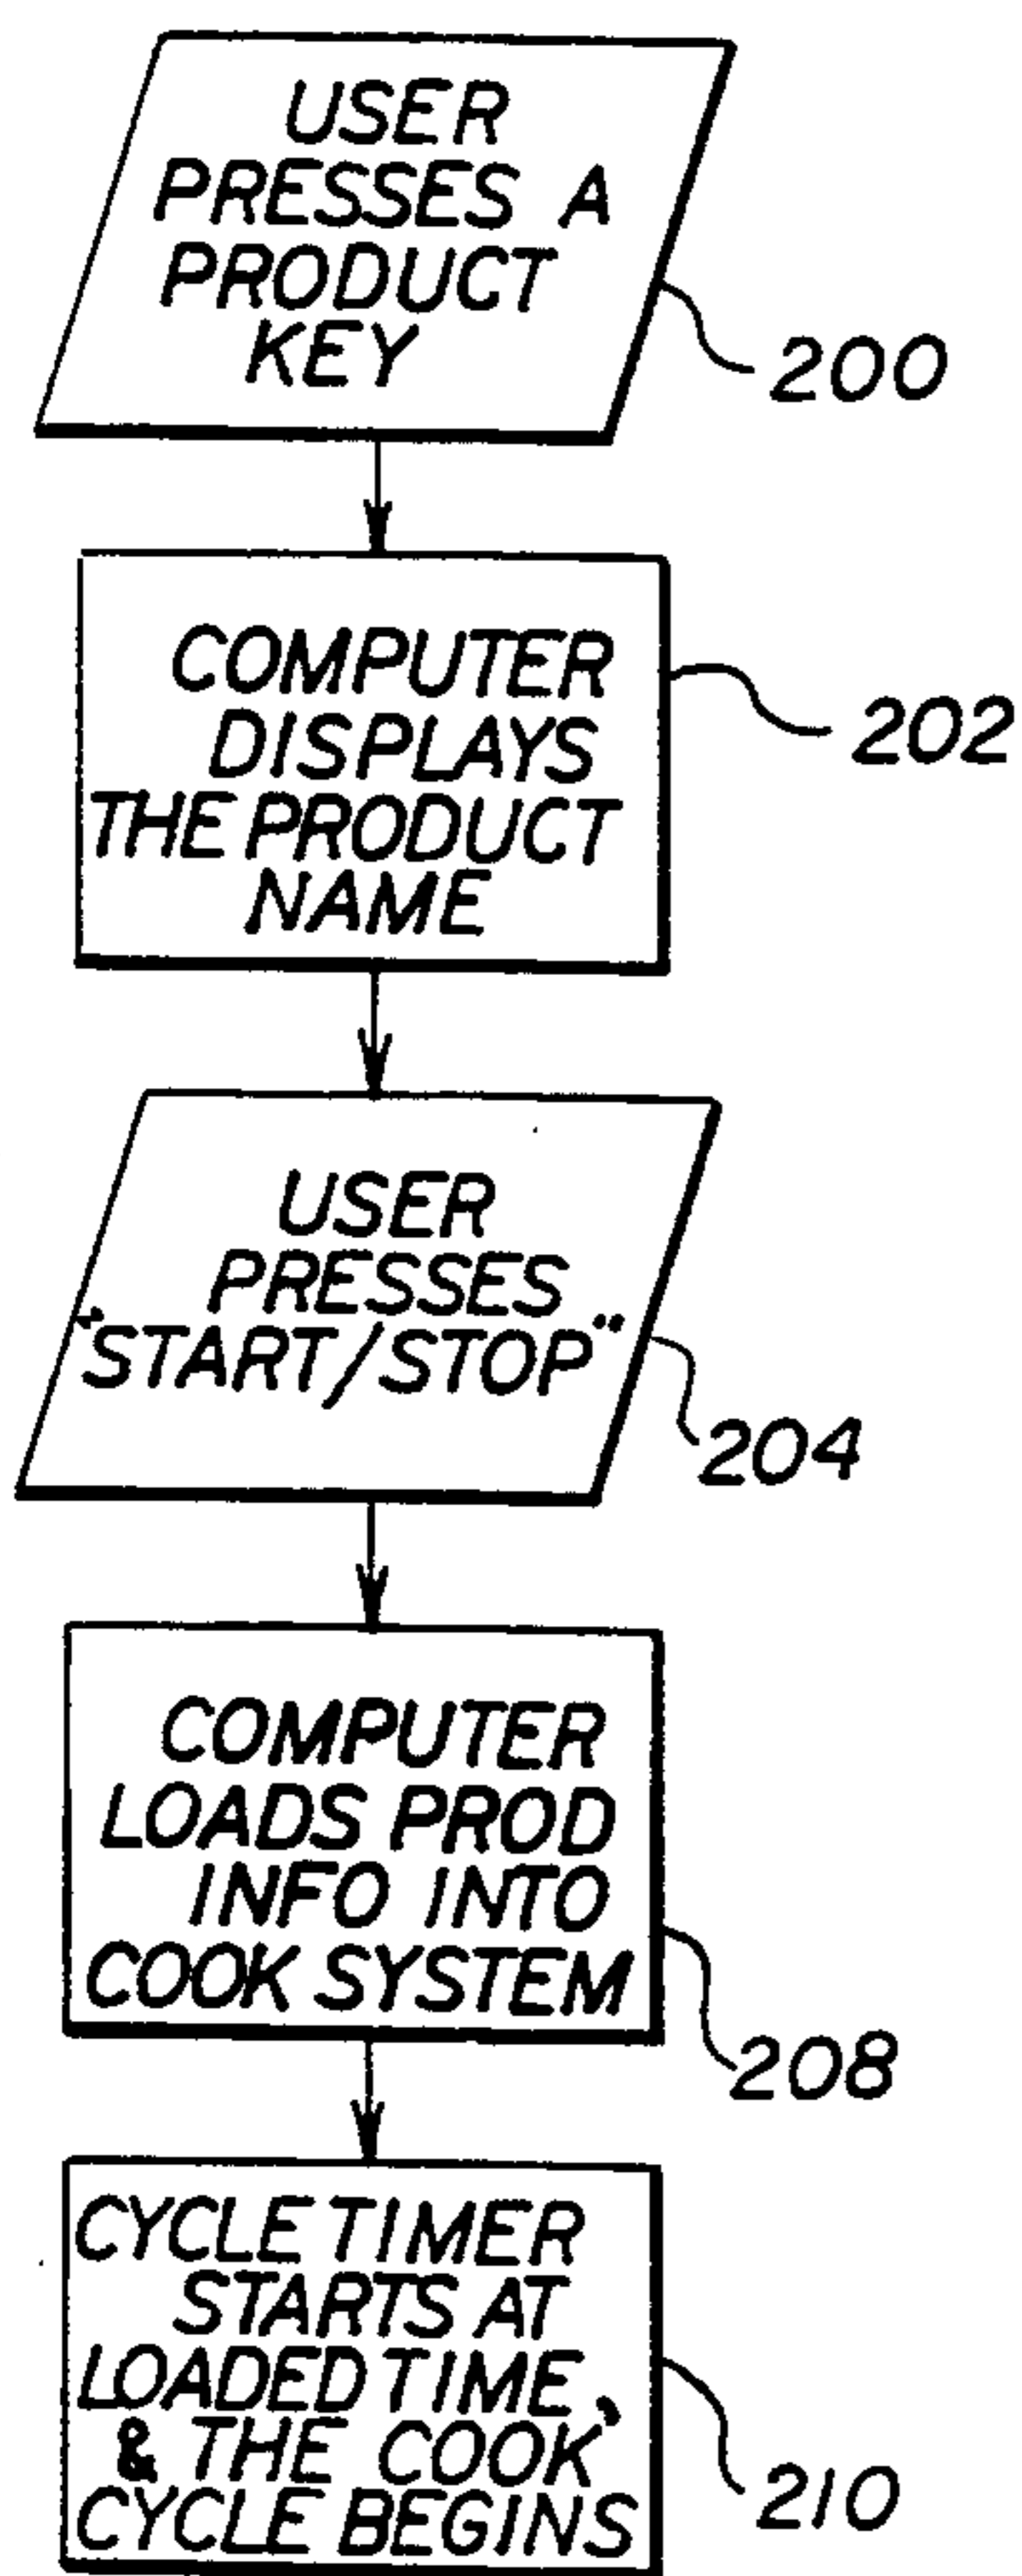 USER
PRESSES A
PRODUCT
KEY
200
COMPUTER
DISPLAYS
THE PRODUCT
NAME
202
USER
PRESSES
"START/STOP"
204
COMPUTER
LOADS PROD
INFO INTO
COOK SYSTEM
208
CYCLE TIMER
STARTS AT
LOADED TIME,
& THE COOK
CYCLE BEGINS
210